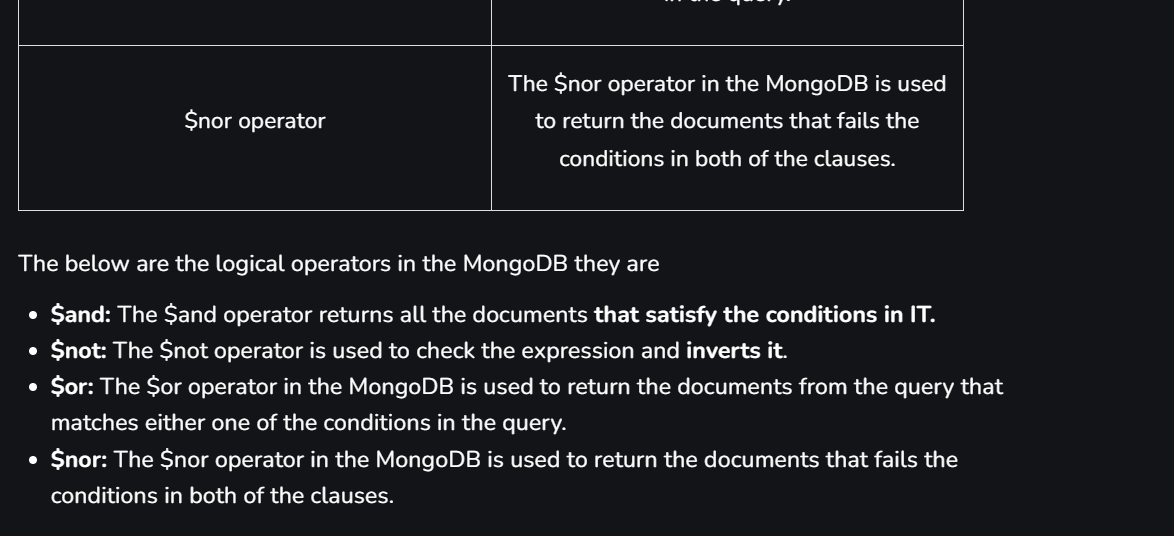 in the query.
$nor operator
The $nor operator in the MongoDB is used
to return the documents that fails the
conditions in both of the clauses.
The below are the logical operators in the MongoDB they are
• $and: The $and operator returns all the documents that satisfy the conditions in IT.
• $not: The $not operator is used to check the expression and inverts it.
• $or: The $or operator in the MongoDB is used to return the documents from the query that
matches either one of the conditions in the query.
• $nor: The $nor operator in the MongoDB is used to return the documents that fails the
conditions in both of the clauses.